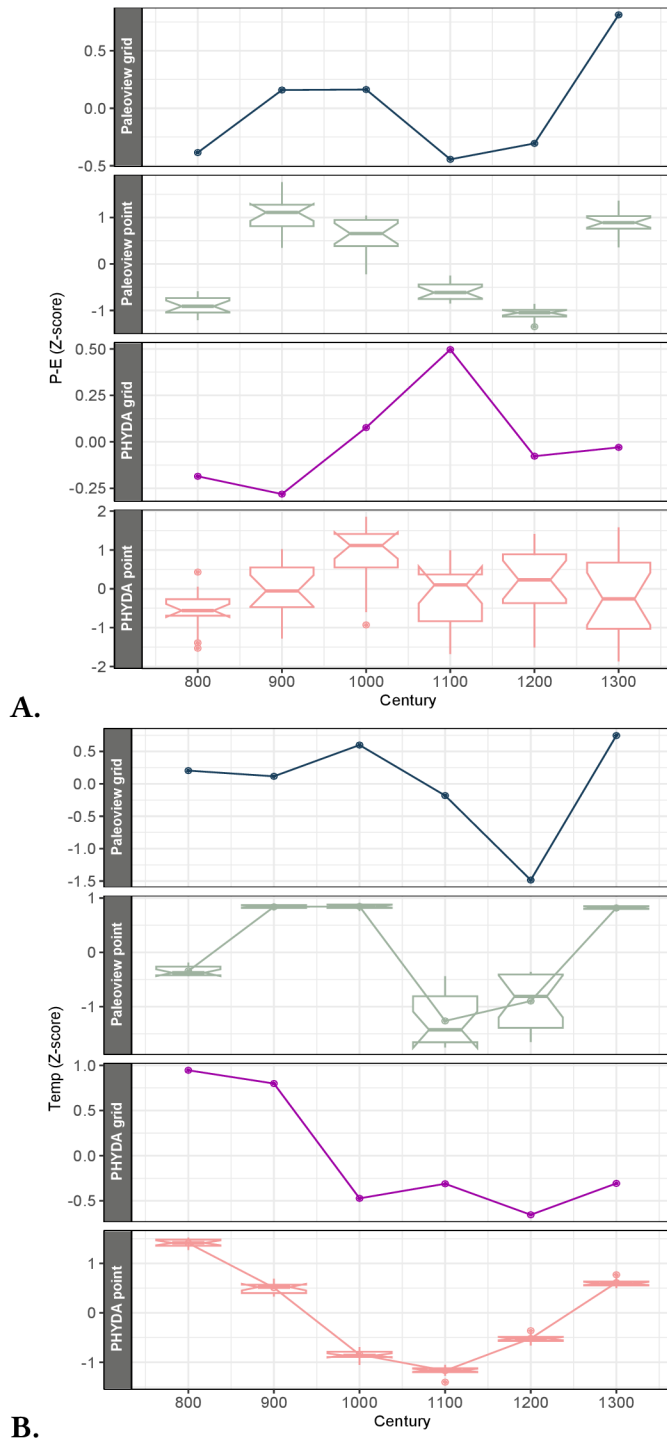 Paleoview grid
0.5
0.0
-0.5
Paleoview point
1
0
-1
P-E (Z-score)
PHYDA grid
0.50
0.25
0.00
-0.25
PHYDA point
2
1
0
-1
-2
800 900 1000 1100 1200 1300
Century
A.
Paleoview grid
0.5
0.0
-0.5
-1.0
-1.5
Paleoview point
1
0
-1
Temp (Z-score)
PHYDA grid
1.0
0.5
0.0
-0.5
PHYDA point
1
0
-1
800 900 1000 1100 1200 1300
Century
B.